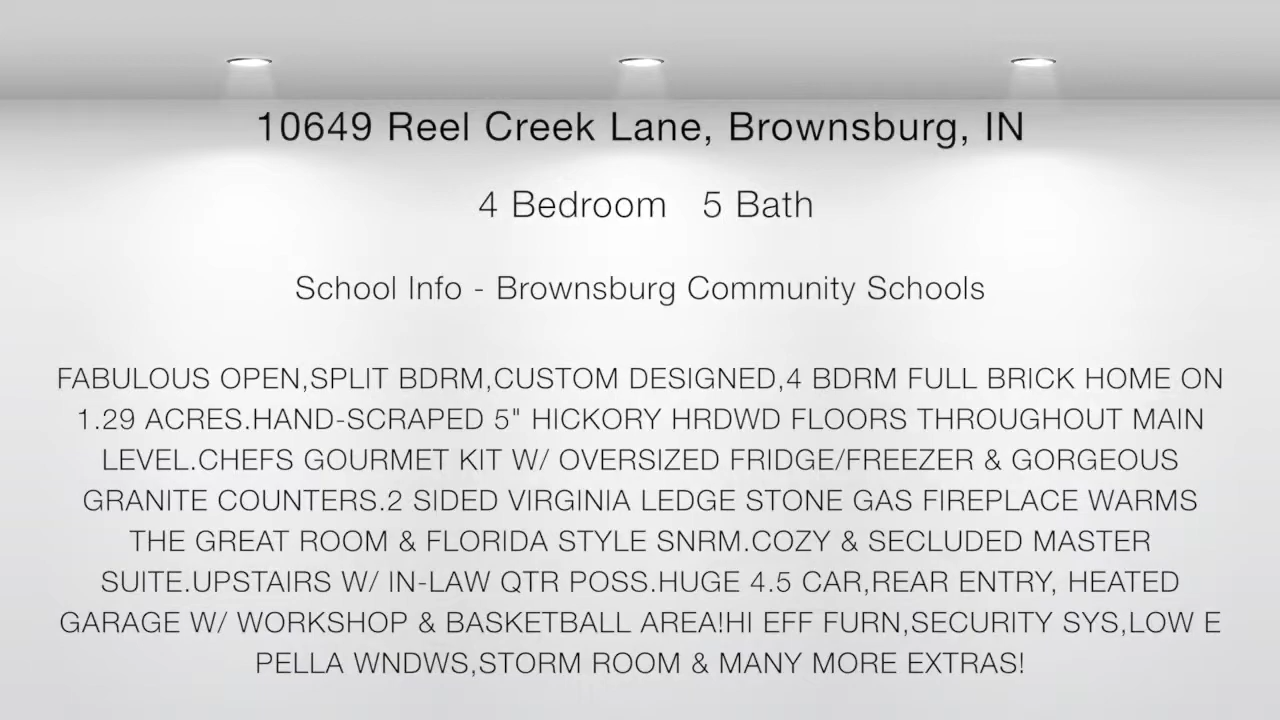 10649 Reel Creek Lane, Brownsburg, IN
4 Bedroom 5 Bath
School Info - Brownsburg Community Schools
FABULOUS OPEN,SPLIT BDRM,CUSTOM DESIGNED,4 BDRM FULL BRICK HOME ON
1.29 ACRES.HAND-SCRAPED 5" HICKORY HRDWD FLOORS THROUGHOUT MAIN
LEVEL.CHEFS GOURMET KIT W/ OVERSIZED FRIDGE/FREEZER & GORGEOUS
GRANITE COUNTERS.2 SIDED VIRGINIA LEDGE STONE GAS FIREPLACE WARMS
THE GREAT ROOM & FLORIDA STYLE SNRM.COZY & SECLUDED MASTER
SUITE.UPSTAIRS W/ IN-LAW QTR POSS.HUGE 4.5 CAR,REAR ENTRY, HEATED
GARAGE W/ WORKSHOP & BASKETBALL AREA!HI EFF FURN,SECURITY SYS,LOW E
PELLA WNDWS,STORM ROOM & MANY MORE EXTRAS!